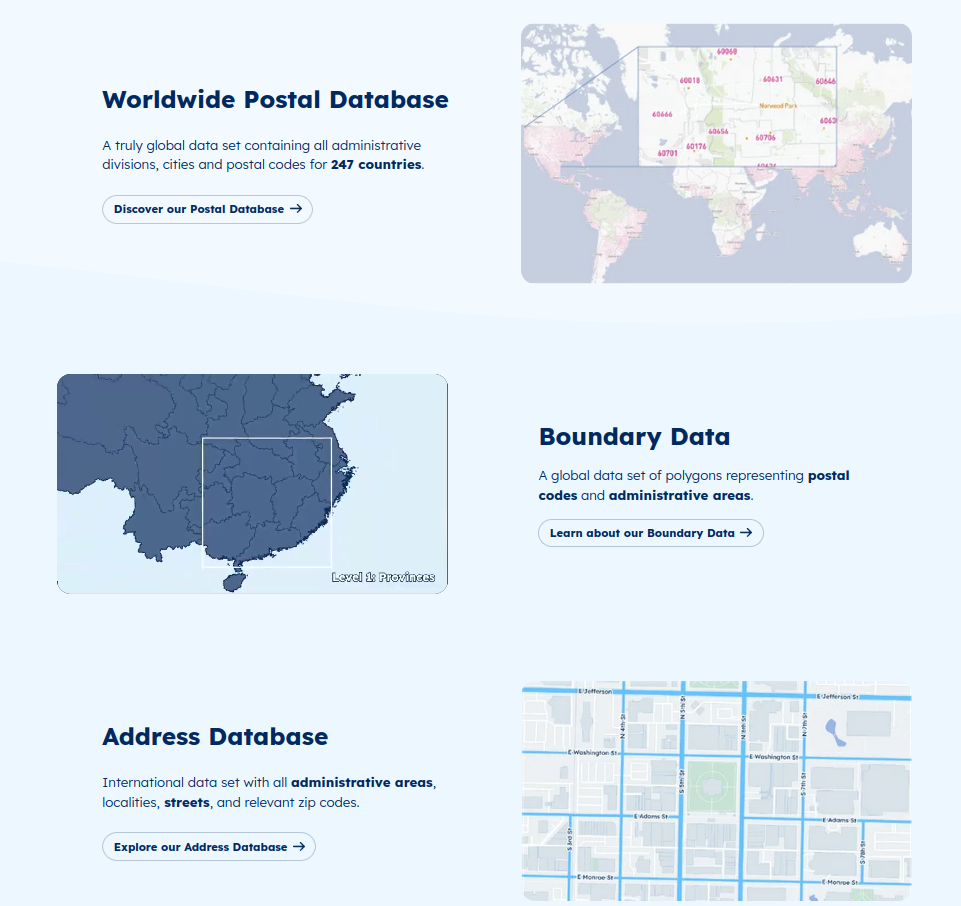 Worldwide Postal Database
A truly global data set containing all administrative
divisions, cities and postal codes for 247 countries.
Discover our Postal Database →
60068
60018
60631
60646
Norwood Park
60666
60656
60706
60176
60701
Boundary Data
A global data set of polygons representing postal
codes and administrative areas.
Learn about our Boundary Data →
Level 1: Provinces
Address Database
International data set with all administrative areas,
localities, streets, and relevant zip codes.
Explore our Address Database →
E Jefferson
E Jefferson St
N 4th St
N 5th St
N 6th St
N 7th St
E Washington St
E Washington St
S 5th St
S 7th St
E Adams St
E Adams St
S 3rd St
E Monroe St
E Monroe St